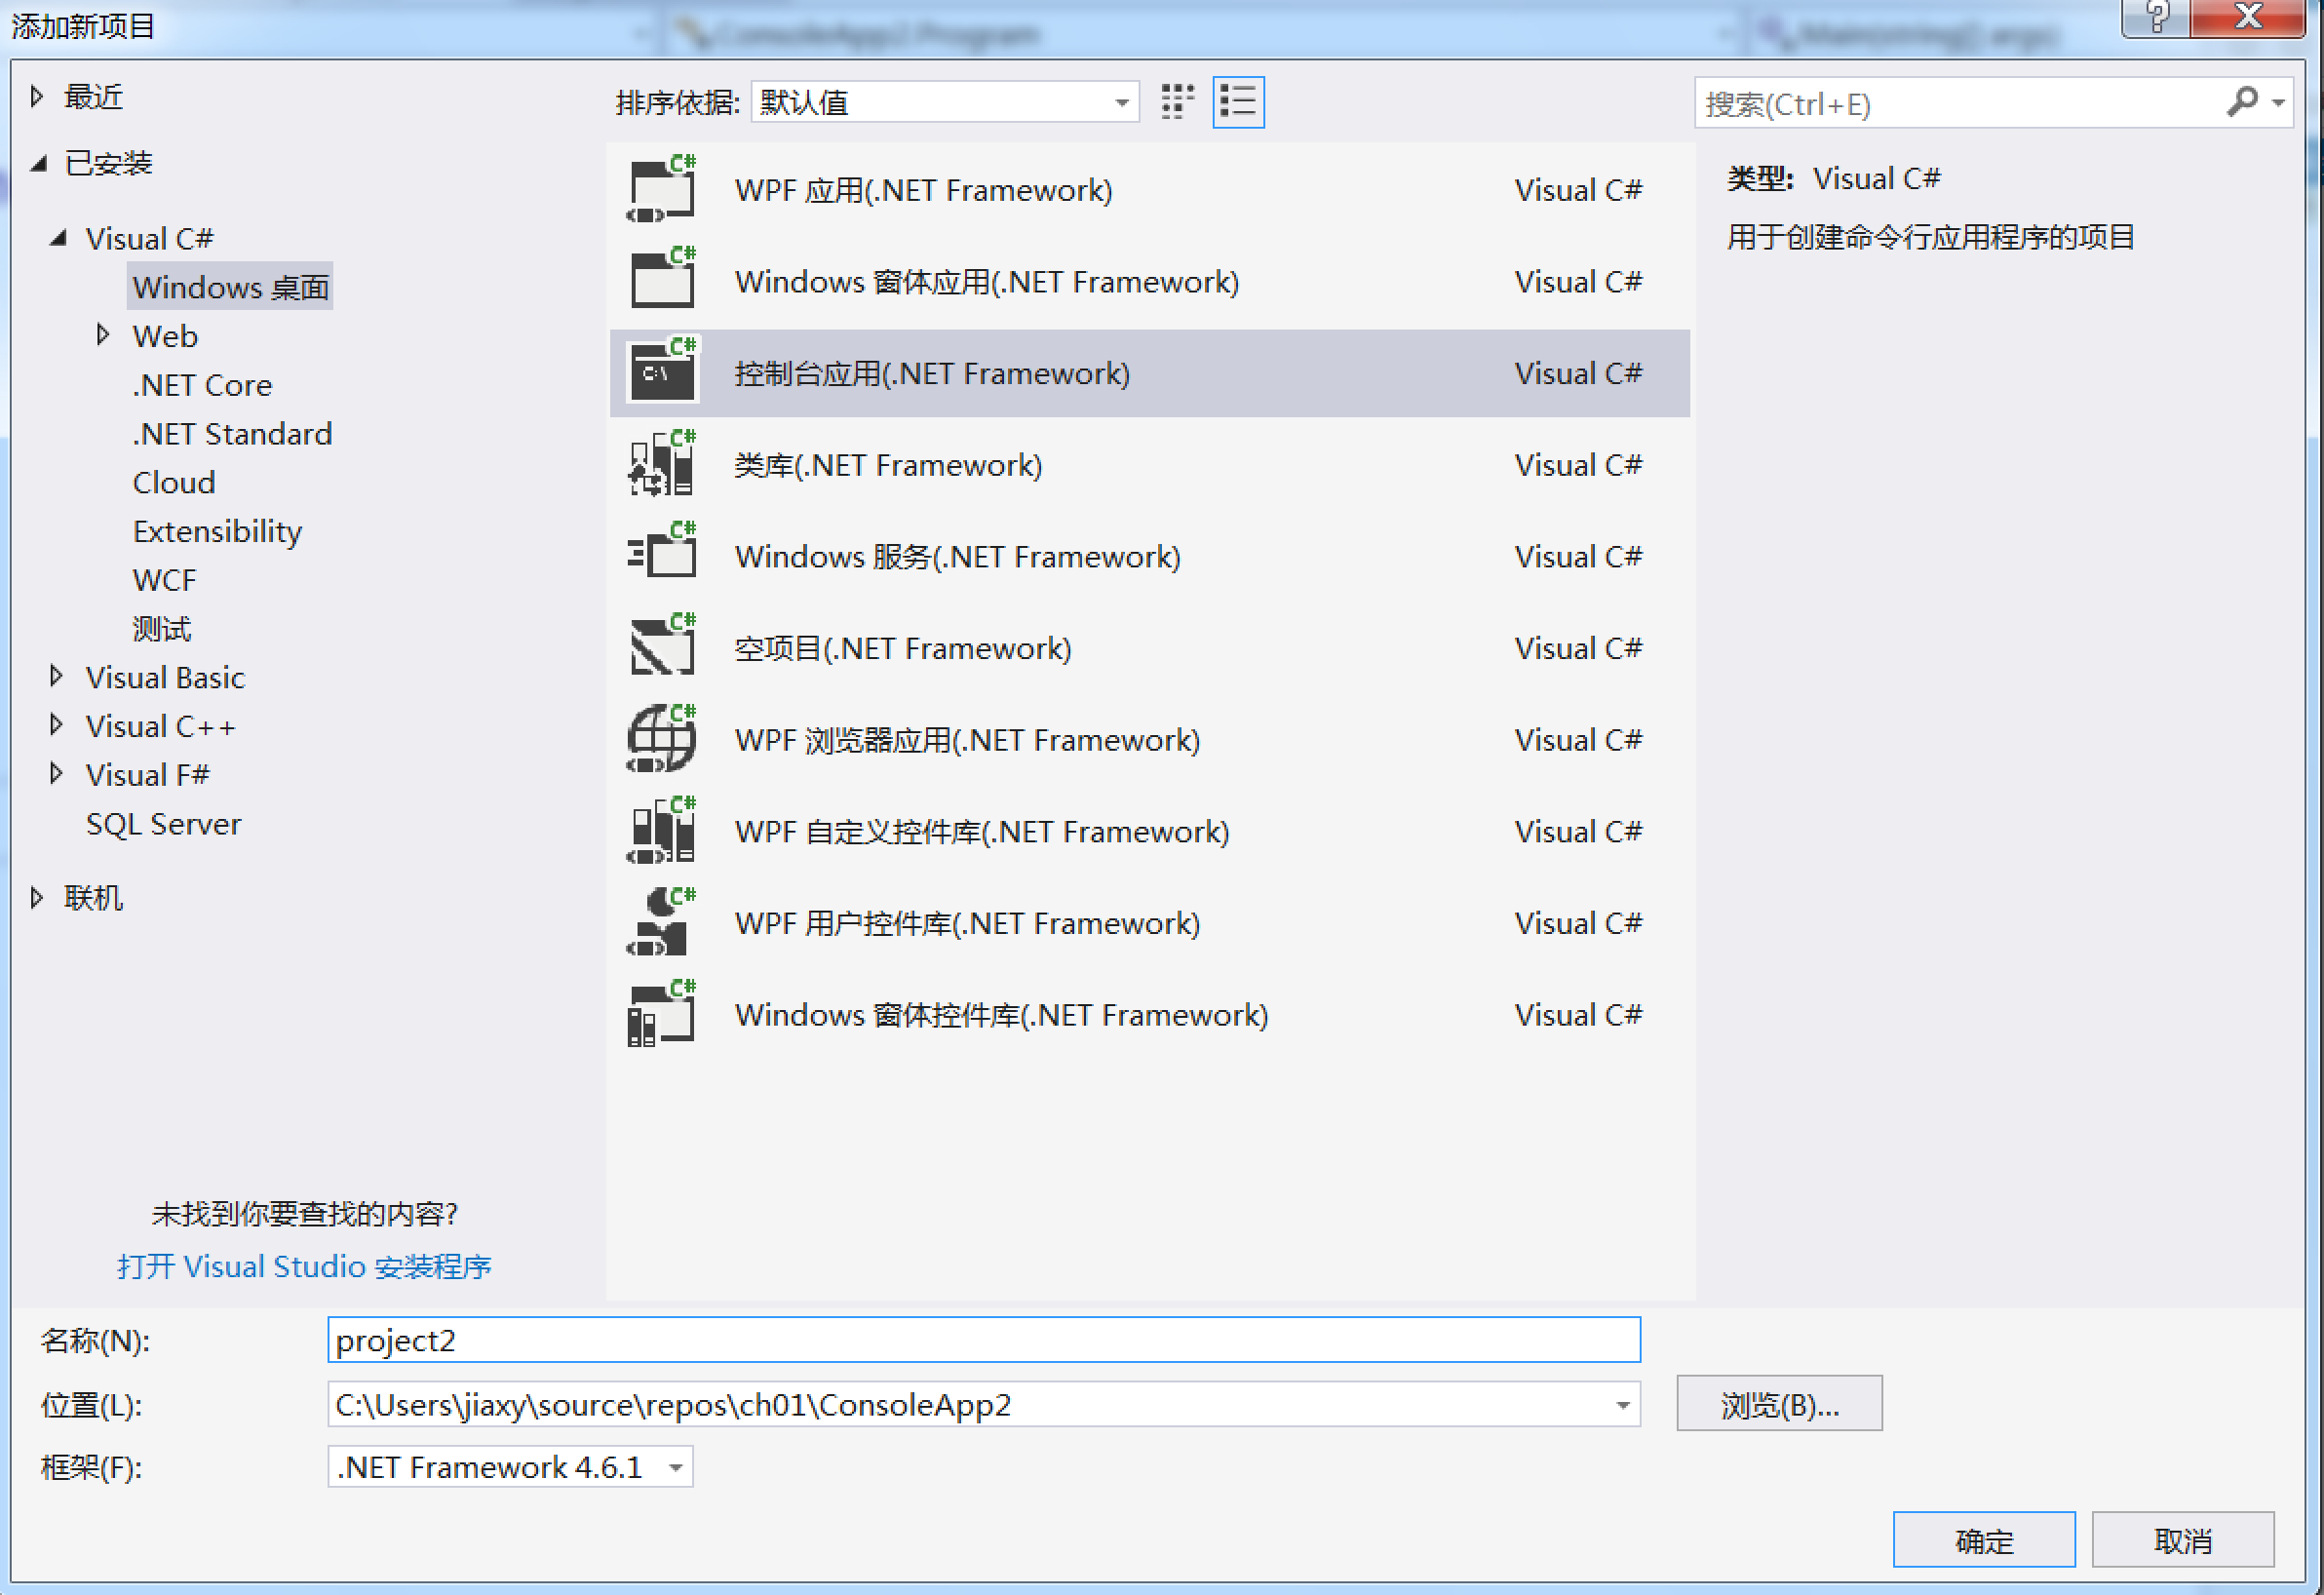 添加新项目
ConsoleApp2.Program
Main(string[] args)
最近
已安装
Visual C#
Windows 桌面
Web
.NET Core
.NET Standard
Cloud
Extensibility
WCF
测试
Visual Basic
Visual C++
Visual F#
SQL Server
联机
未找到你要查找的内容?
打开 Visual Studio 安装程序
排序依据: 默认值
WPF 应用(.NET Framework) Visual C#
Windows 窗体应用(.NET Framework) Visual C#
控制台应用(.NET Framework) Visual C#
类库(.NET Framework) Visual C#
Windows 服务(.NET Framework) Visual C#
空项目(.NET Framework) Visual C#
WPF 浏览器应用(.NET Framework) Visual C#
WPF 自定义控件库(.NET Framework) Visual C#
WPF 用户控件库(.NET Framework) Visual C#
Windows 窗体控件库(.NET Framework) Visual C#
搜索(Ctrl+E)
类型: Visual C#
用于创建命令行应用程序的项目
名称(N): project2
位置(L): C:\Users\jiaxy\source\repos\ch01\ConsoleApp2
浏览(B)...
框架(F): .NET Framework 4.6.1
确定 取消